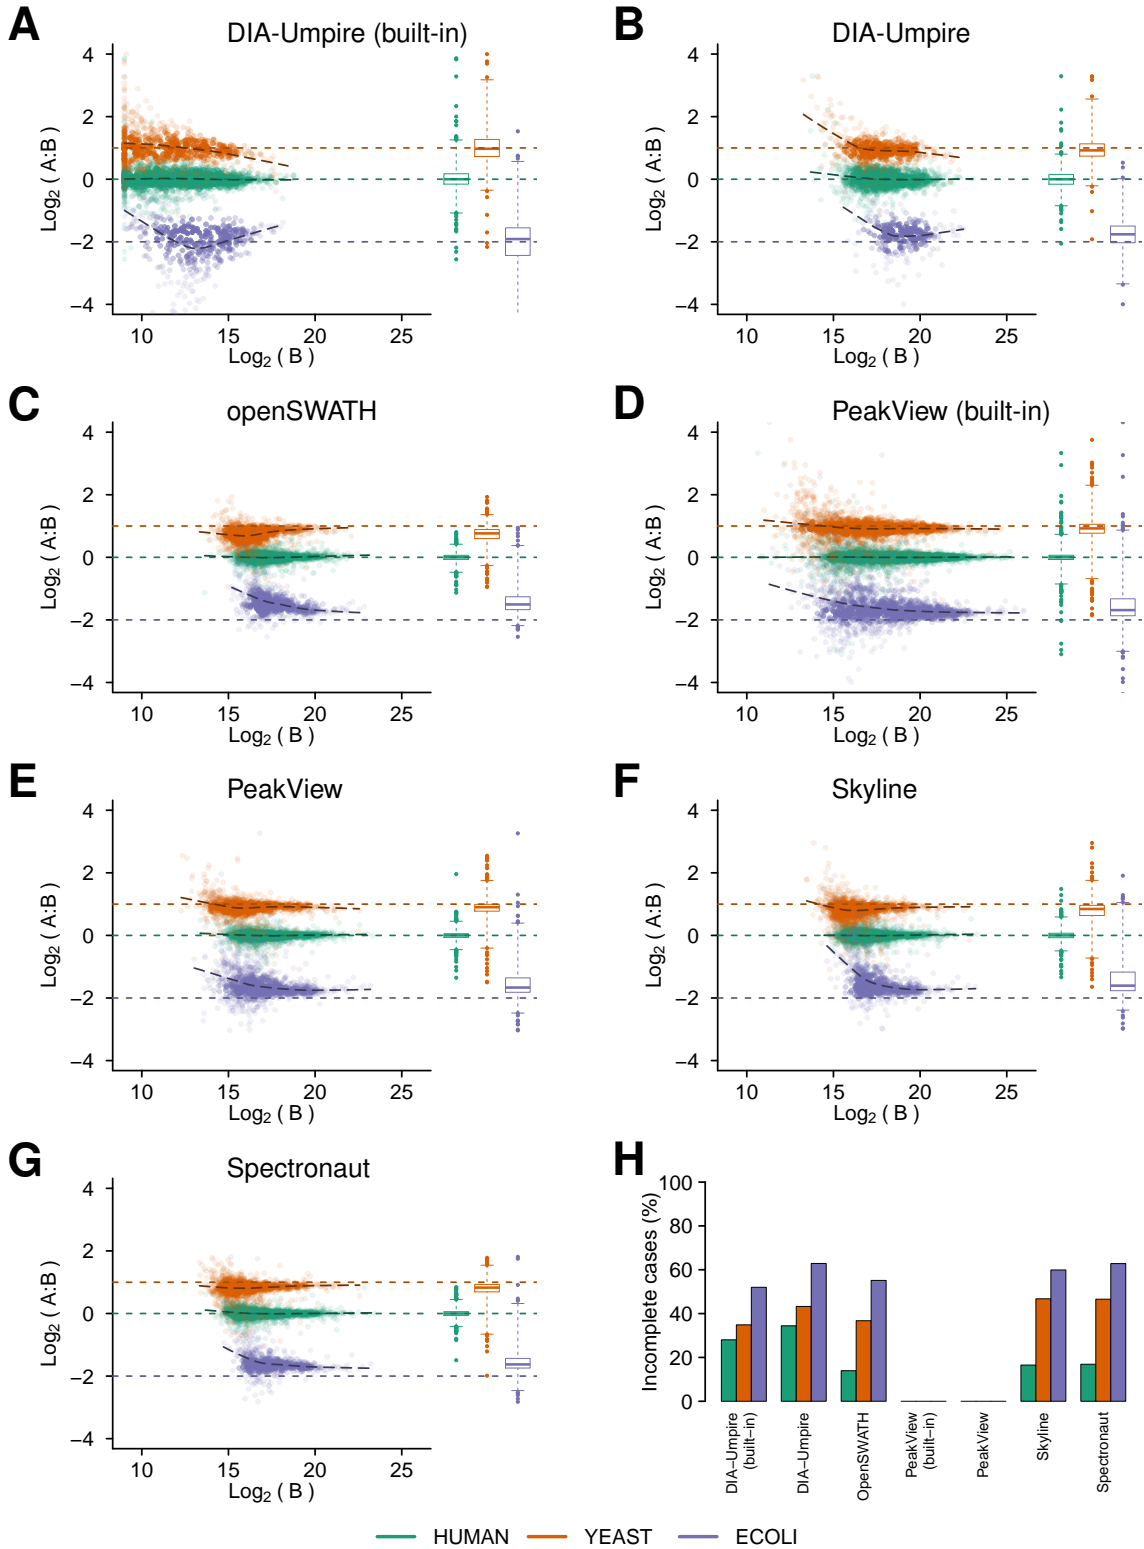 A
DIA-Umpire (built-in)
4
2
0
−2
−4
Log2 ( A:B )
10 15 20 25
Log2 ( B )
B
DIA-Umpire
4
2
0
−2
−4
Log2 ( A:B )
10 15 20 25
Log2 ( B )
C
openSWATH
4
2
0
−2
−4
Log2 ( A:B )
10 15 20 25
Log2 ( B )
D
PeakView (built-in)
4
2
0
−2
−4
Log2 ( A:B )
10 15 20 25
Log2 ( B )
E
PeakView
4
2
0
−2
−4
Log2 ( A:B )
10 15 20 25
Log2 ( B )
F
Skyline
4
2
0
−2
−4
Log2 ( A:B )
10 15 20 25
Log2 ( B )
G
Spectronaut
4
2
0
−2
−4
Log2 ( A:B )
10 15 20 25
Log2 ( B )
H
100
80
60
40
20
0
Incomplete cases (%)
DIA−Umpire
(built−in)
DIA−Umpire
OpenSWATH
PeakView
(built−in)
PeakView
Skyline
Spectronaut
HUMAN YEAST ECOLI